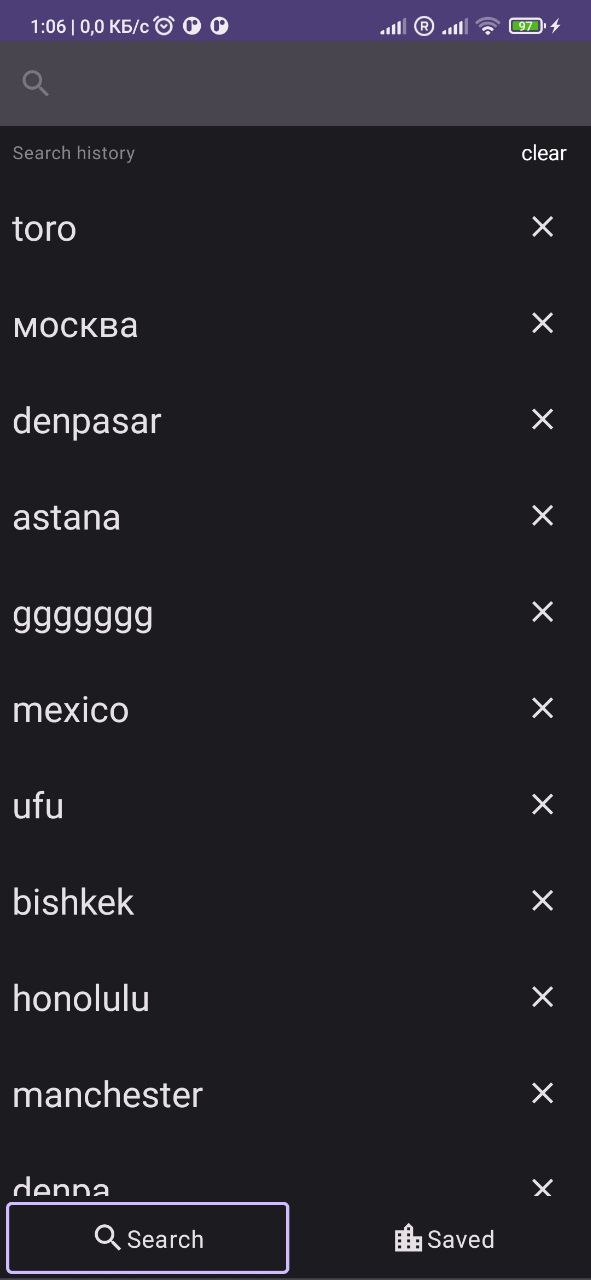 1:06 | 0,0 КБ/с
97
Search history
clear
toro
москва
denpasar
astana
ggggggg
mexico
ufu
bishkek
honolulu
manchester
denpa
Search
Saved